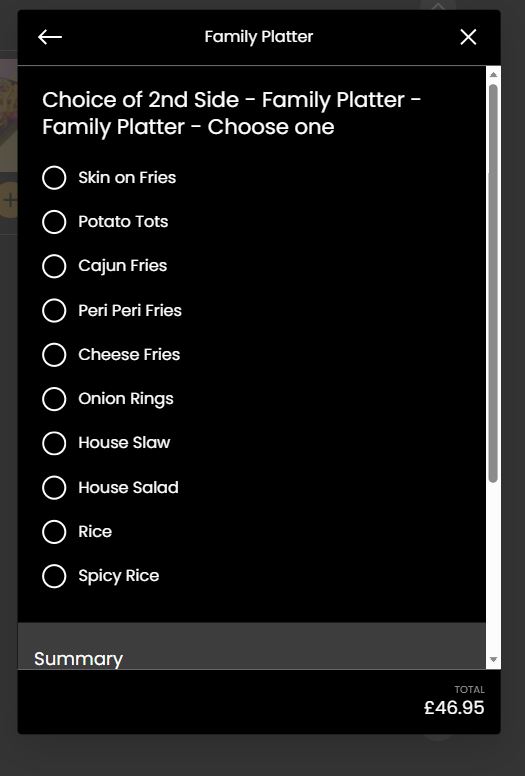 Family Platter
Choice of 2nd Side - Family Platter -
Family Platter - Choose one
Skin on Fries
Potato Tots
Cajun Fries
Peri Peri Fries
Cheese Fries
Onion Rings
House Slaw
House Salad
Rice
Spicy Rice
Summary
TOTAL
£46.95